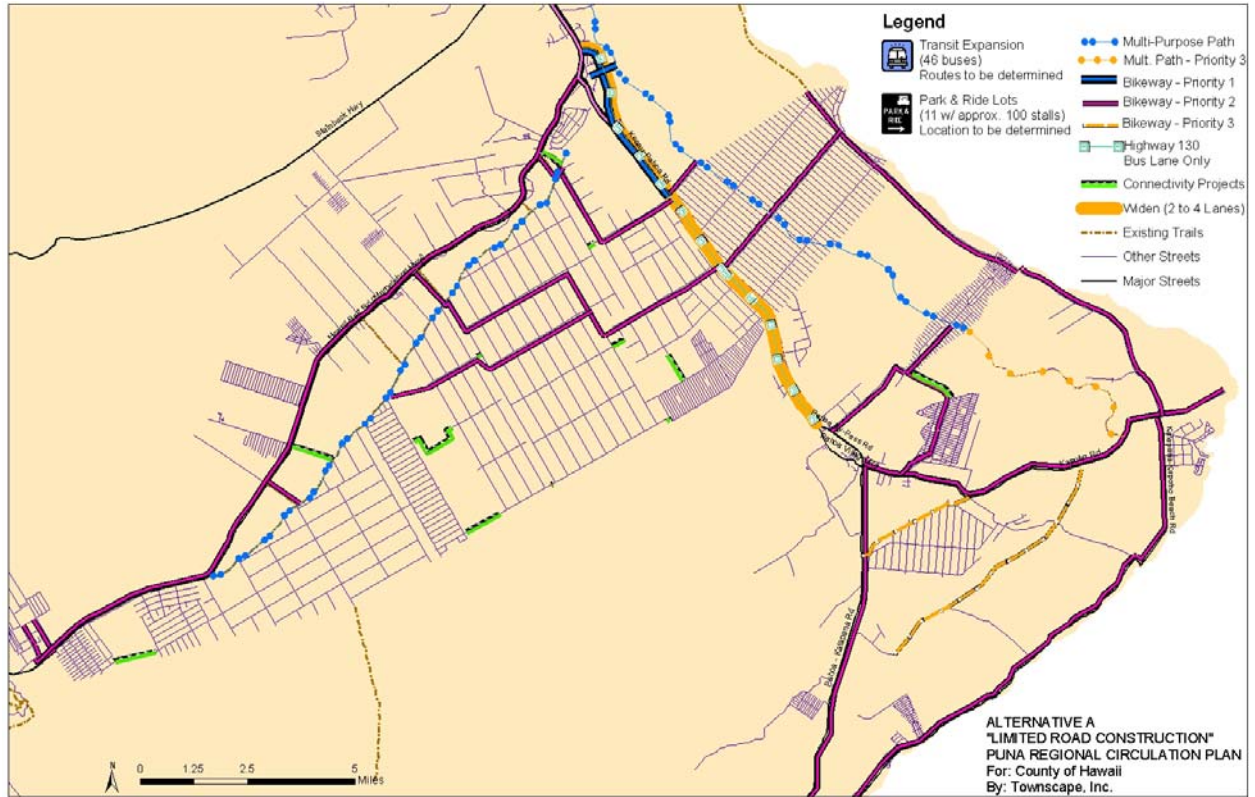 Legend
Transit Expansion
(46 buses)
Routes to be determined
PARK &
RIDE
Park & Ride Lots
(11 w/ approx. 100 stalls)
Location to be determined
Multi-Purpose Path
Mult. Path - Priority 3
Bikeway - Priority 1
Bikeway - Priority 2
Bikeway - Priority 3
Highway 130
Bus Lane Only
Connectivity Projects
Widen (2 to 4 Lanes)
Existing Trails
Other Streets
Major Streets
Stainback Hwy
Keaau-Pahoa Rd
Kapoho Rd
Pahoa - Kalapana Rd
Beach Rd
N
0 1.25 2.5 5
Miles
ALTERNATIVE A
"LIMITED ROAD CONSTRUCTION"
PUNA REGIONAL CIRCULATION PLAN
For: County of Hawaii
By: Townscape, Inc.